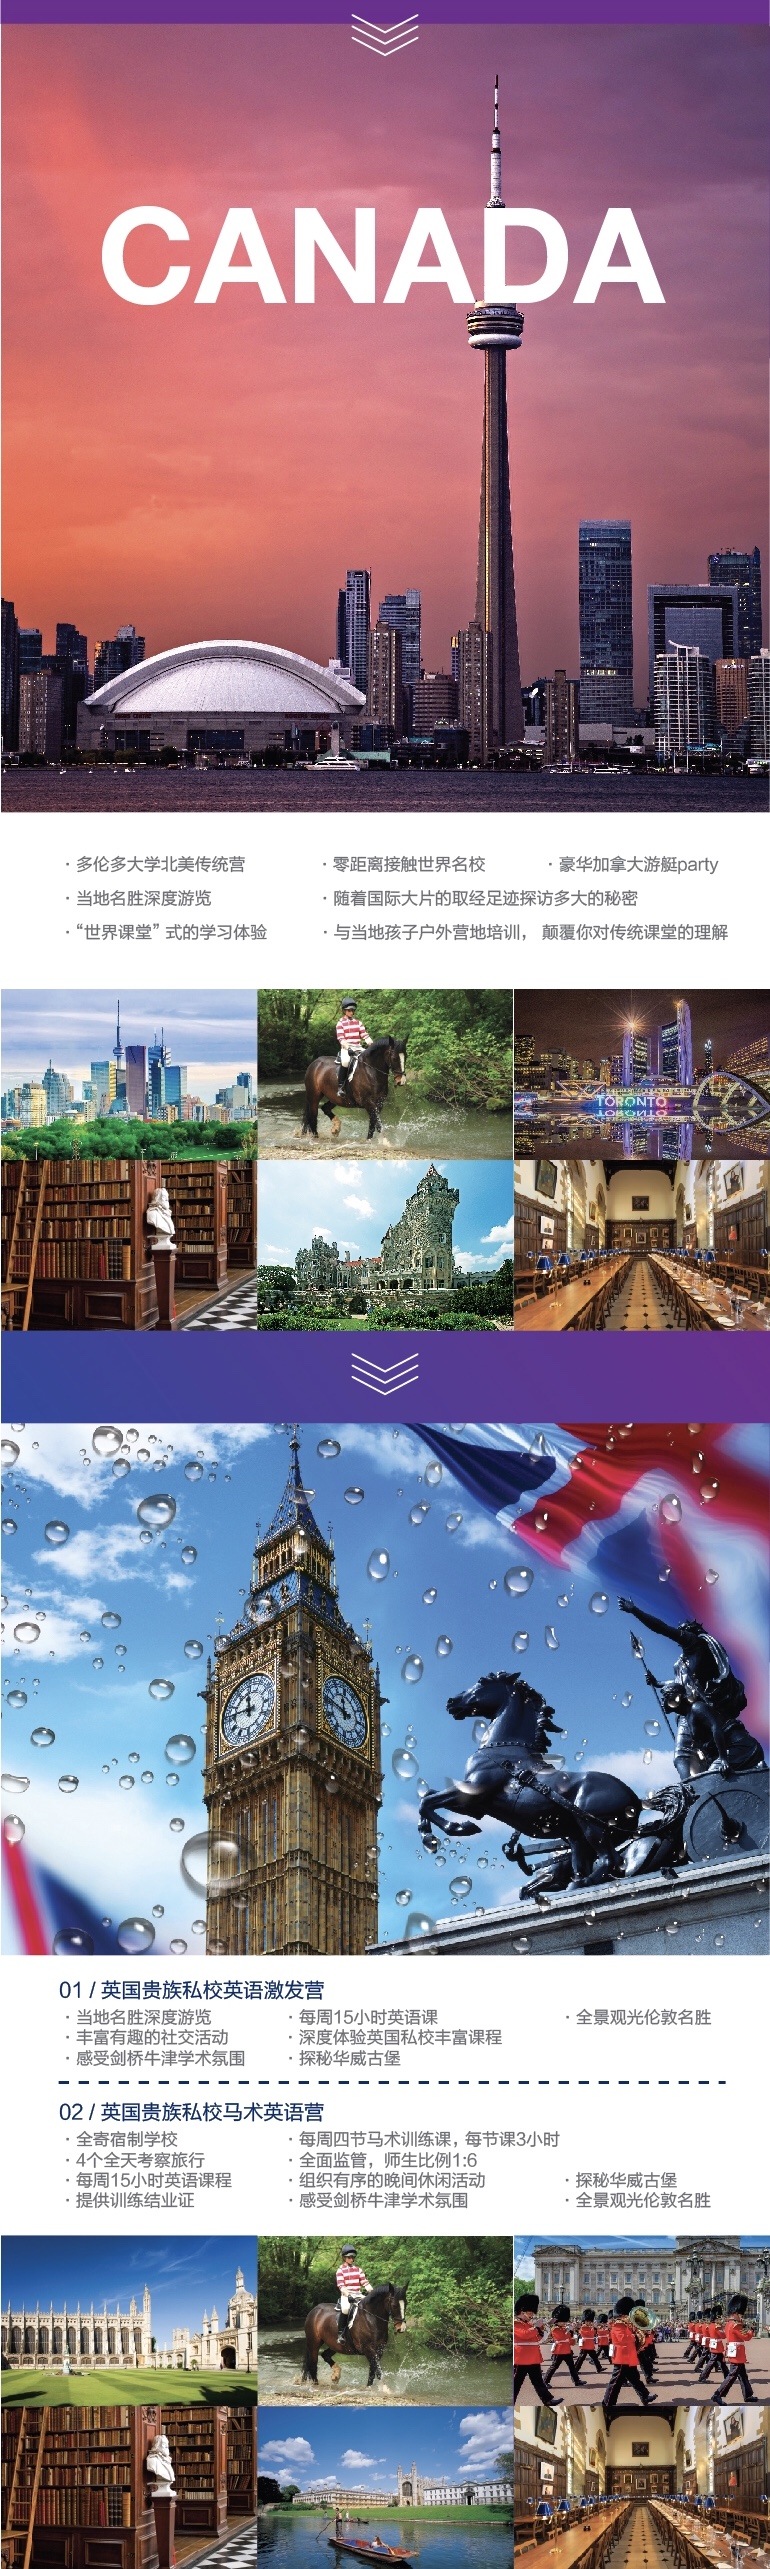 CANADA
· 多伦多大学北美传统营 · 零距离接触世界名校 · 豪华加拿大游艇party
· 当地名胜深度游览 · 随着国际大片的取经足迹探访多大的秘密
· “世界课堂” 式的学习体验 · 与当地孩子户外营地培训， 颠覆你对传统课堂的理解
TORONTO
01 / 英国贵族私校英语激发营
· 当地名胜深度游览 · 每周15小时英语课 · 全景观光伦敦名胜
· 丰富有趣的社交活动 · 深度体验英国私校丰富课程
· 感受剑桥牛津学术氛围 · 探秘华威古堡
02 / 英国贵族私校马术英语营
· 全寄宿制学校 · 每周四节马术训练课，每节课3小时
· 4个全天考察旅行 · 全面监管，师生比例1:6
· 每周15小时英语课程 · 组织有序的晚间休闲活动 · 探秘华威古堡
· 提供训练结业证 · 感受剑桥牛津学术氛围 · 全景观光伦敦名胜